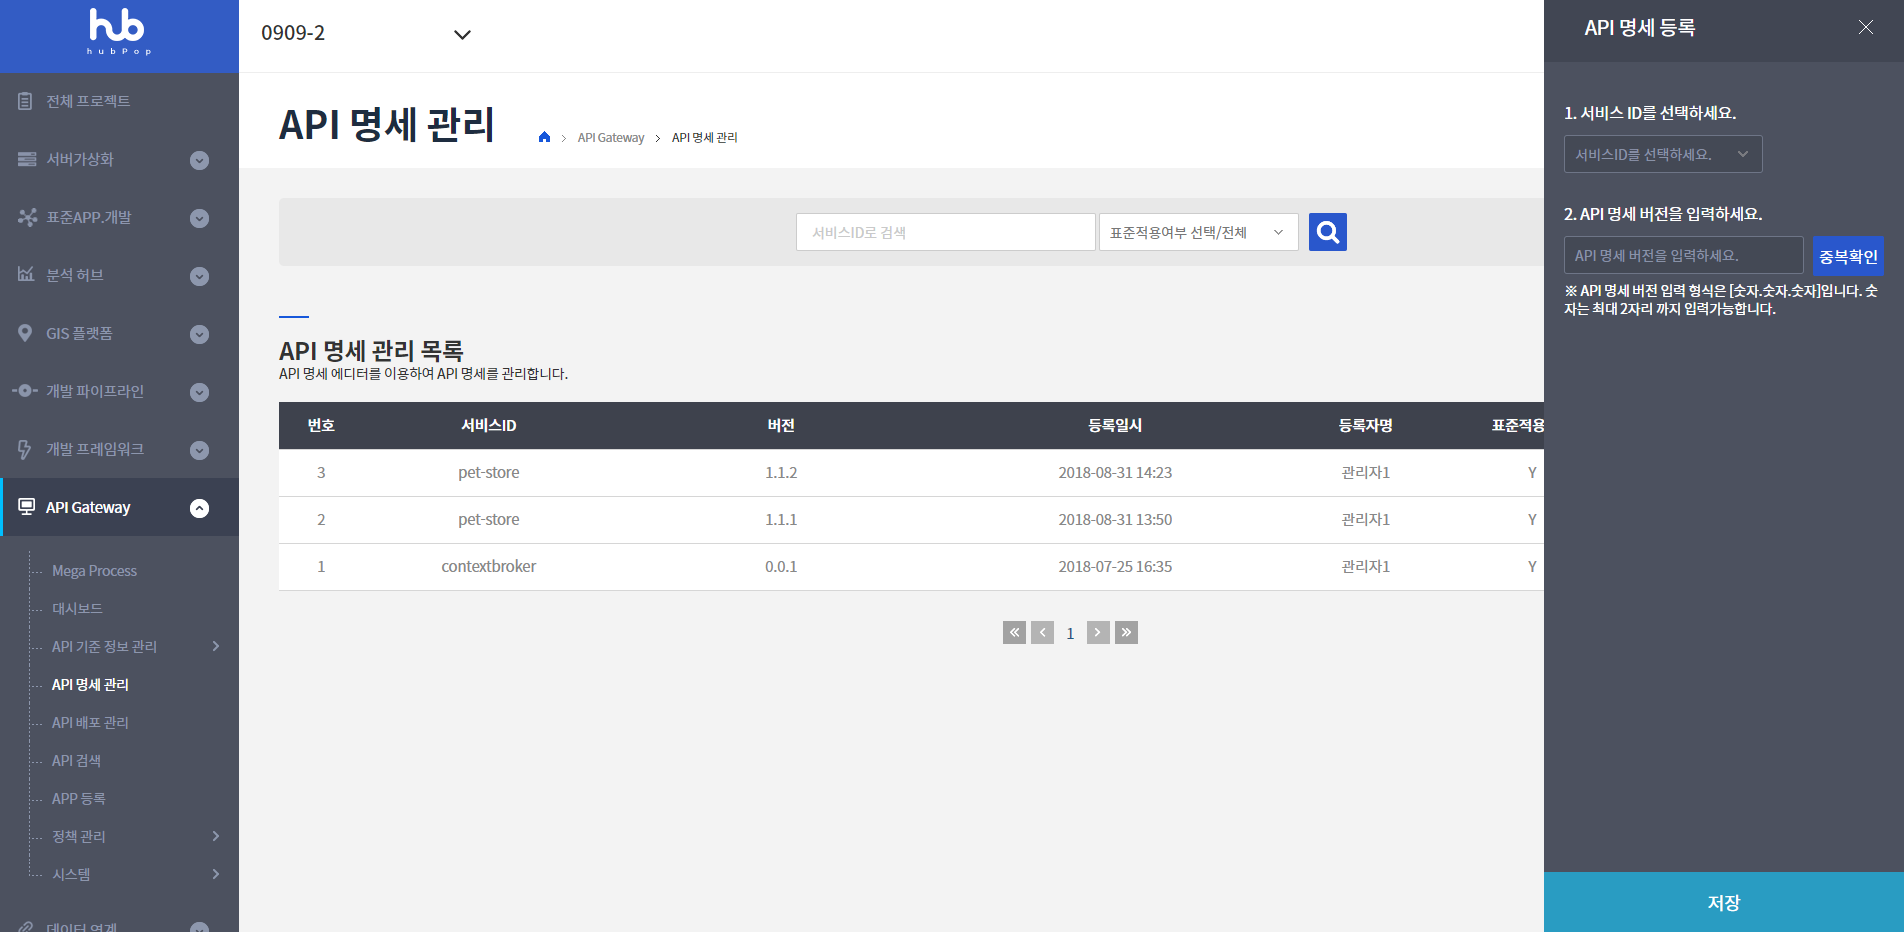 hub
hubPop
전체 프로젝트
서버가상화
표준APP.개발
분석 허브
GIS 플랫폼
개발 파이프라인
개발 프레임워크
API Gateway
Mega Process
대시보드
API 기준 정보 관리
API 명세 관리
API 배포 관리
API 검색
APP 등록
정책 관리
시스템
데이터 연계
0909-2
API 명세 관리
API Gateway
API 명세 관리
서비스ID로 검색
표준적용여부 선택/전체
API 명세 관리 목록
API 명세 에디터를 이용하여 API 명세를 관리합니다.
번호 서비스ID 버전 등록일시 등록자명 표준적용
3 pet-store 1.1.2 2018-08-31 14:23 관리자1 Y
2 pet-store 1.1.1 2018-08-31 13:50 관리자1 Y
1 contextbroker 0.0.1 2018-07-25 16:35 관리자1 Y
1
API 명세 등록
1. 서비스 ID를 선택하세요.
서비스ID를 선택하세요.
2. API 명세 버전을 입력하세요.
API 명세 버전을 입력하세요.
중복확인
※ API 명세 버전 입력 형식은 [숫자.숫자.숫자]입니다. 숫
자는 최대 2자리 까지 입력가능합니다.
저장